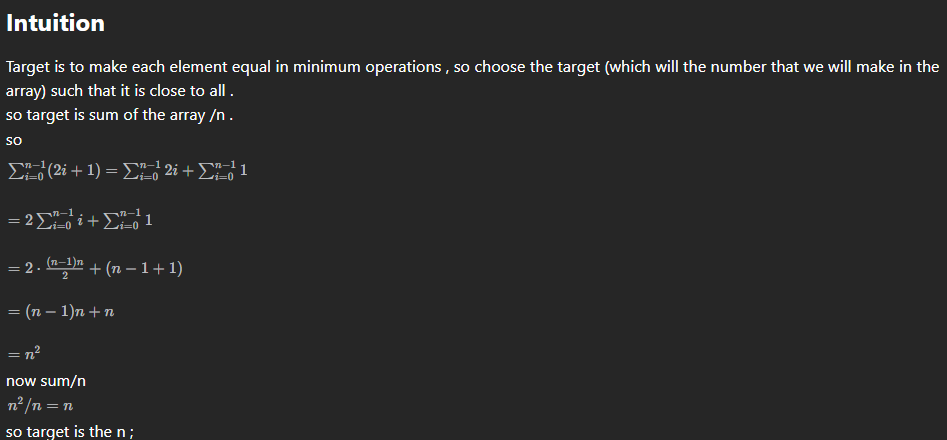 Intuition
Target is to make each element equal in minimum operations , so choose the target (which will the number that we will make in the
array) such that it is close to all .
so target is sum of the array /n .
so
$\sum_{i=0}^{n-1}(2i + 1) = \sum_{i=0}^{n-1} 2i + \sum_{i=0}^{n-1} 1$
$= 2\sum_{i=0}^{n-1} i + \sum_{i=0}^{n-1} 1$
$= 2 \cdot \frac{(n-1)n}{2} + (n - 1 + 1)$
$= (n - 1)n + n$
$= n^2$
now sum/n
$n^2/n = n$
so target is the n ;